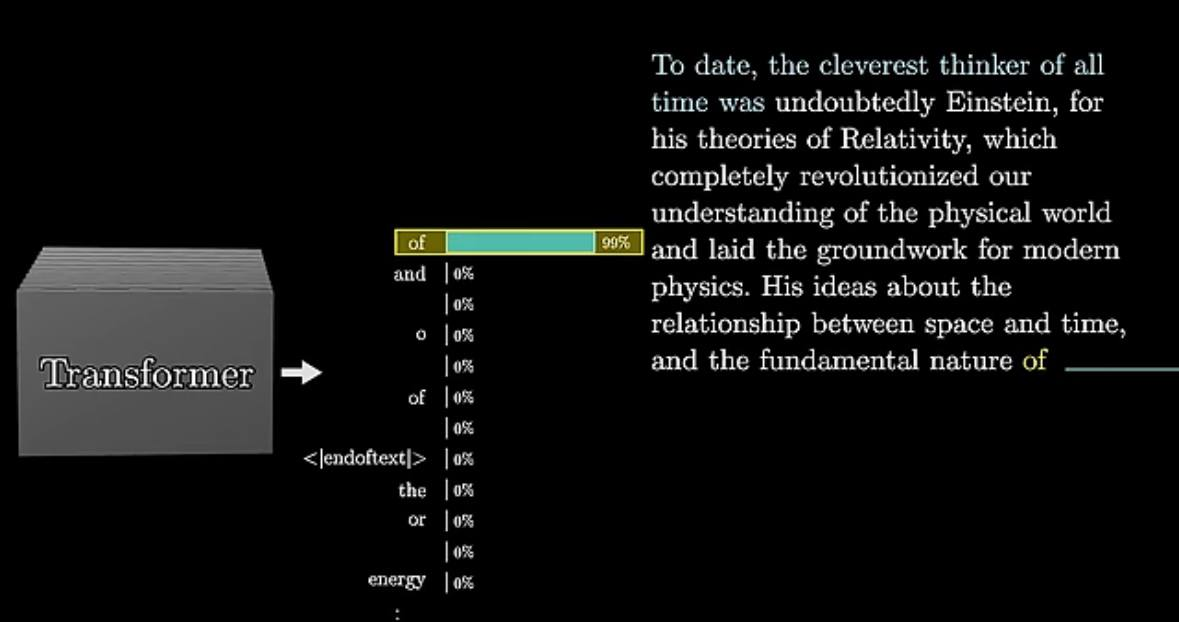 Transformer
of 99%
and 0%
0%
o 0%
0%
of 0%
0%
<|endoftext|> 0%
the 0%
or 0%
0%
energy 0%
⋮
To date, the cleverest thinker of all
time was undoubtedly Einstein, for
his theories of Relativity, which
completely revolutionized our
understanding of the physical world
and laid the groundwork for modern
physics. His ideas about the
relationship between space and time,
and the fundamental nature of